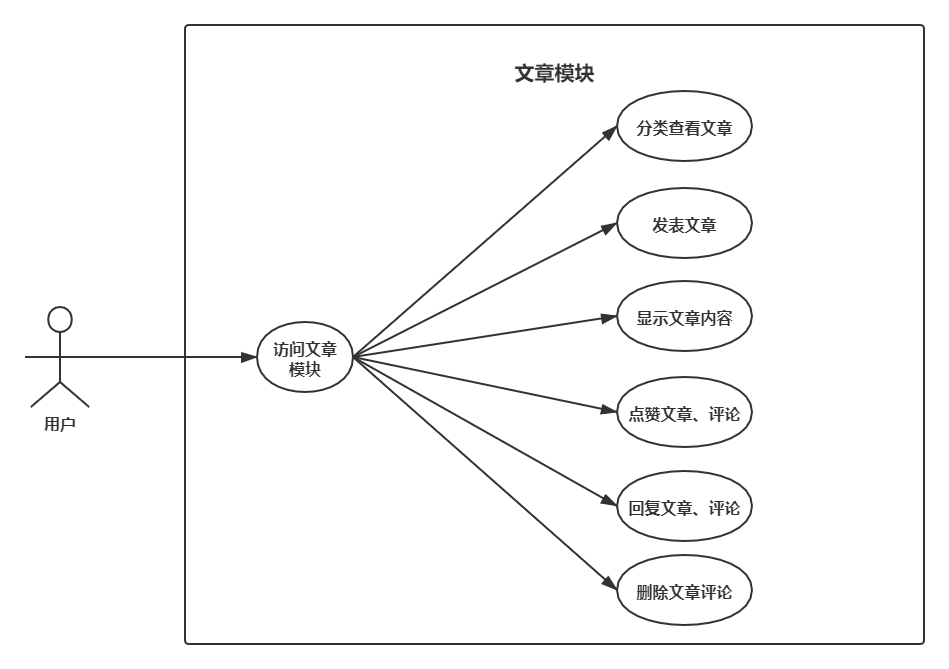 文章模块
分类查看文章
发表文章
显示文章内容
访问文章
模块
点赞文章、评论
用户
回复文章、评论
删除文章评论